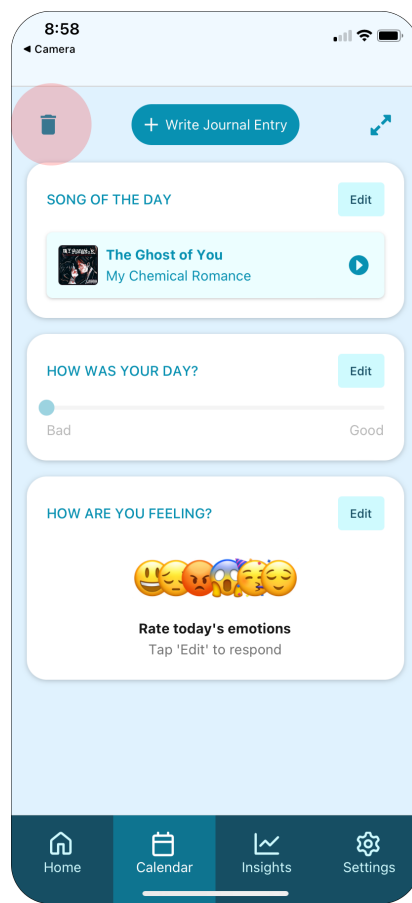 8:58
◀ Camera
+ Write Journal Entry
SONG OF THE DAY
Edit
The Ghost of You
My Chemical Romance
HOW WAS YOUR DAY?
Edit
Bad
Good
HOW ARE YOU FEELING?
Edit
Rate today's emotions
Tap 'Edit' to respond
Home
Calendar
Insights
Settings